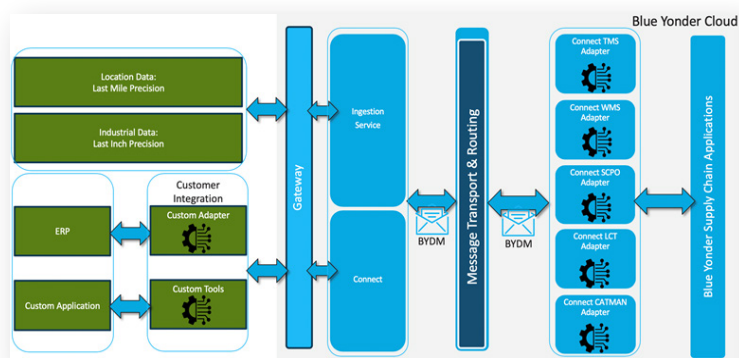 Blue Yonder Cloud
Location Data:
Last Mile Precision
Industrial Data:
Last Inch Precision
Customer
Integration
ERP
Custom Adapter
Custom Application
Custom Tools
Gateway
Ingestion
Service
Connect
BYDM
Message Transport & Routing
BYDM
Connect TMS
Adapter
Connect WMS
Adapter
Connect SCPO
Adapter
Connect LCT
Adapter
Connect CATMAN
Adapter
Blue Yonder Supply Chain Applications